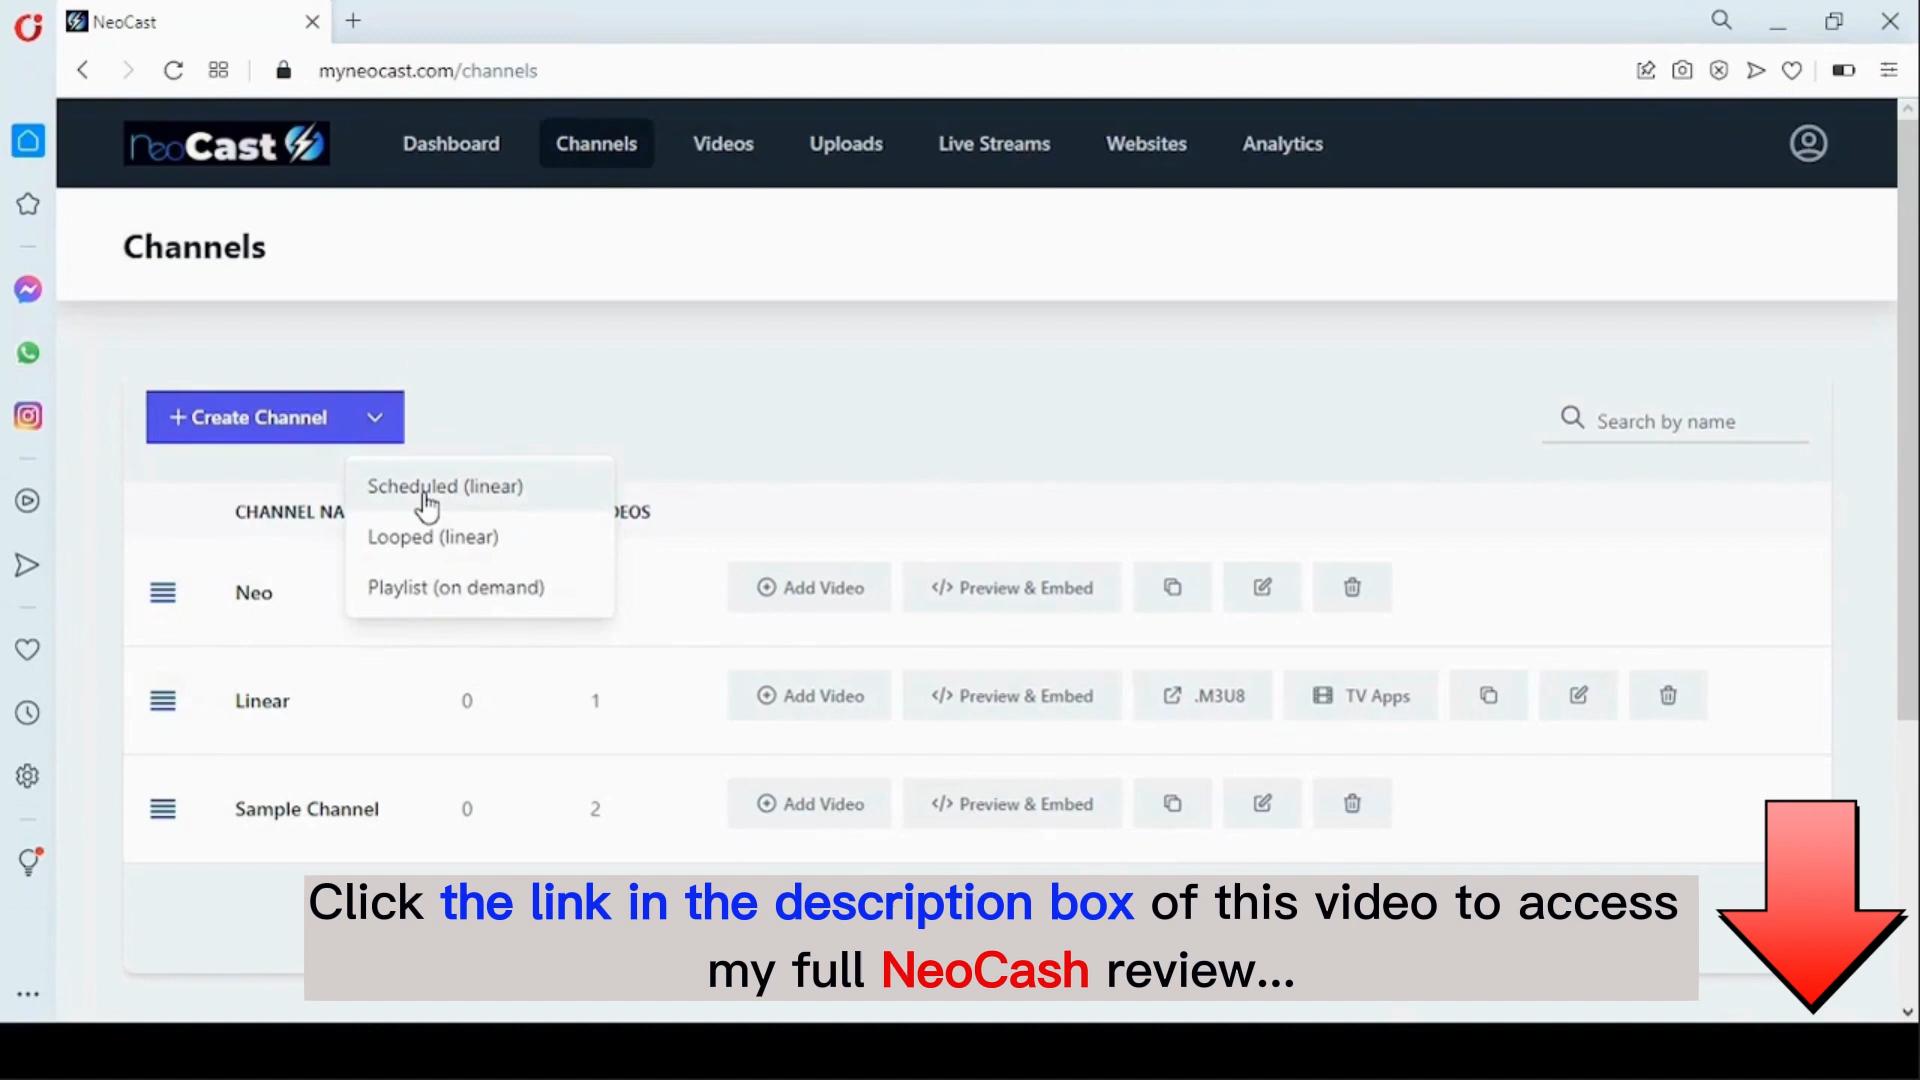 NeoCast
myneocast.com/channels
neoCast
Dashboard
Channels
Videos
Uploads
Live Streams
Websites
Analytics
Channels
+ Create Channel
Search by name
Scheduled (linear)
Looped (linear)
Playlist (on demand)
CHANNEL NA
DEOS
Neo
Add Video
</> Preview & Embed
Linear
0
1
Add Video
</> Preview & Embed
.M3U8
TV Apps
Sample Channel
0
2
Add Video
</> Preview & Embed
Click the link in the description box of this video to access
my full NeoCash review...